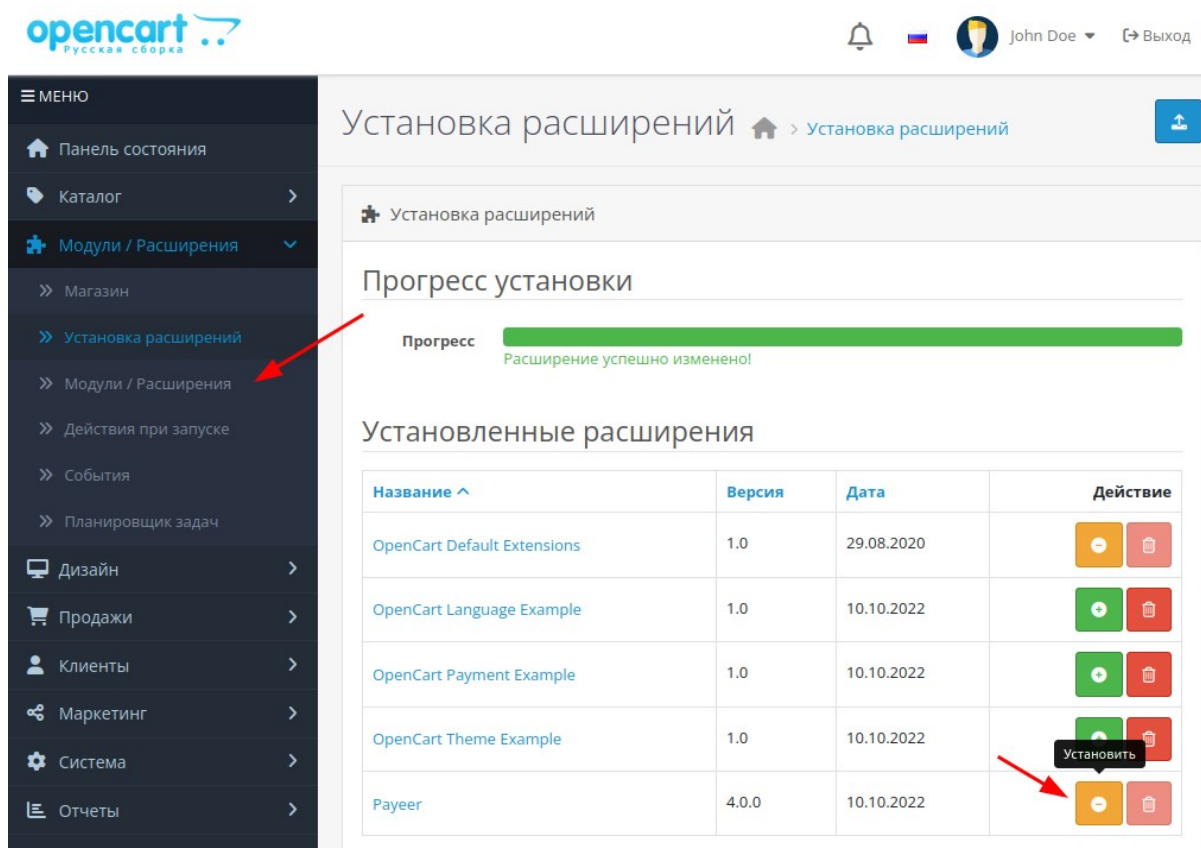 opencart
Русская сборка
John Doe
Выход
МЕНЮ
Панель состояния
Каталог
Модули / Расширения
Магазин
Установка расширений
Модули / Расширения
Действия при запуске
События
Планировщик задач
Дизайн
Продажи
Клиенты
Маркетинг
Система
Отчеты
Установка расширений > Установка расширений
Установка расширений
Прогресс установки
Прогресс
Расширение успешно изменено!
Установленные расширения
Название Версия Дата Действие
OpenCart Default Extensions 1.0 29.08.2020
OpenCart Language Example 1.0 10.10.2022
OpenCart Payment Example 1.0 10.10.2022
OpenCart Theme Example 1.0 10.10.2022
Установить
Payeer 4.0.0 10.10.2022